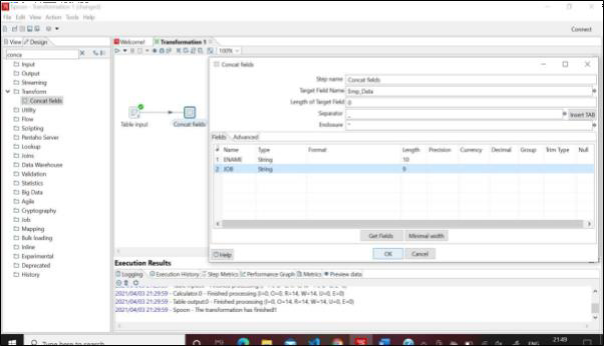 Spoon - Transformation 1 (changed)
File Edit View Action Tools Help
Connect
View Design
Welcome! Transformation 1
conca
100%
Input
Output
Streaming
Transform
Concat fields
Utility
Flow
Scripting
Pentaho Server
Lookup
Joins
Data Warehouse
Validation
Statistics
Big Data
Agile
Cryptography
Job
Mapping
Bulk loading
Inline
Experimental
Deprecated
History
Table input
Concat fields
Concat fields
Step name Concat fields
Target Field Name Emp_Data
Length of Target Field 0
Separator _ Insert TAB
Enclosure "
Fields Advanced
# Name Type Format Length Precision Currency Decimal Group Trim Type Null
1 ENAME String 10
2 JOB String 9
Get Fields Minimal width
Help OK Cancel
Execution Results
Logging Execution History Step Metrics Performance Graph Metrics Preview data
2021/04/03 21:29:59 - Calculator.0 - Finished processing (I=0, O=0, R=14, W=14, U=0, E=0)
2021/04/03 21:29:59 - Table output.0 - Finished processing (I=0, O=14, R=14, W=14, U=0, E=0)
2021/04/03 21:29:59 - Spoon - The transformation has finished!!
Type here to search
ENG
21:49